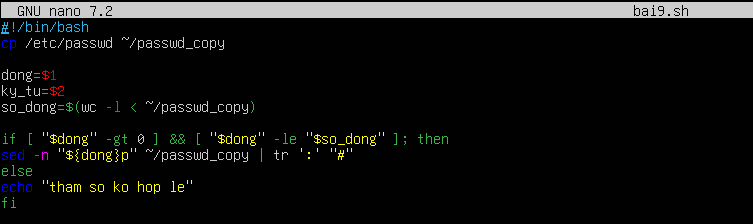 GNU nano 7.2 bai9.sh
#!/bin/bash
cp /etc/passwd ~/passwd_copy
dong=$1
ky_tu=$2
so_dong=$(wc -l < ~/passwd_copy)
if [ "$dong" -gt 0 ] && [ "$dong" -le "$so_dong" ]; then
sed -n "${dong}p" ~/passwd_copy | tr ':' "#"
else
echo "tham so ko hop le"
fi